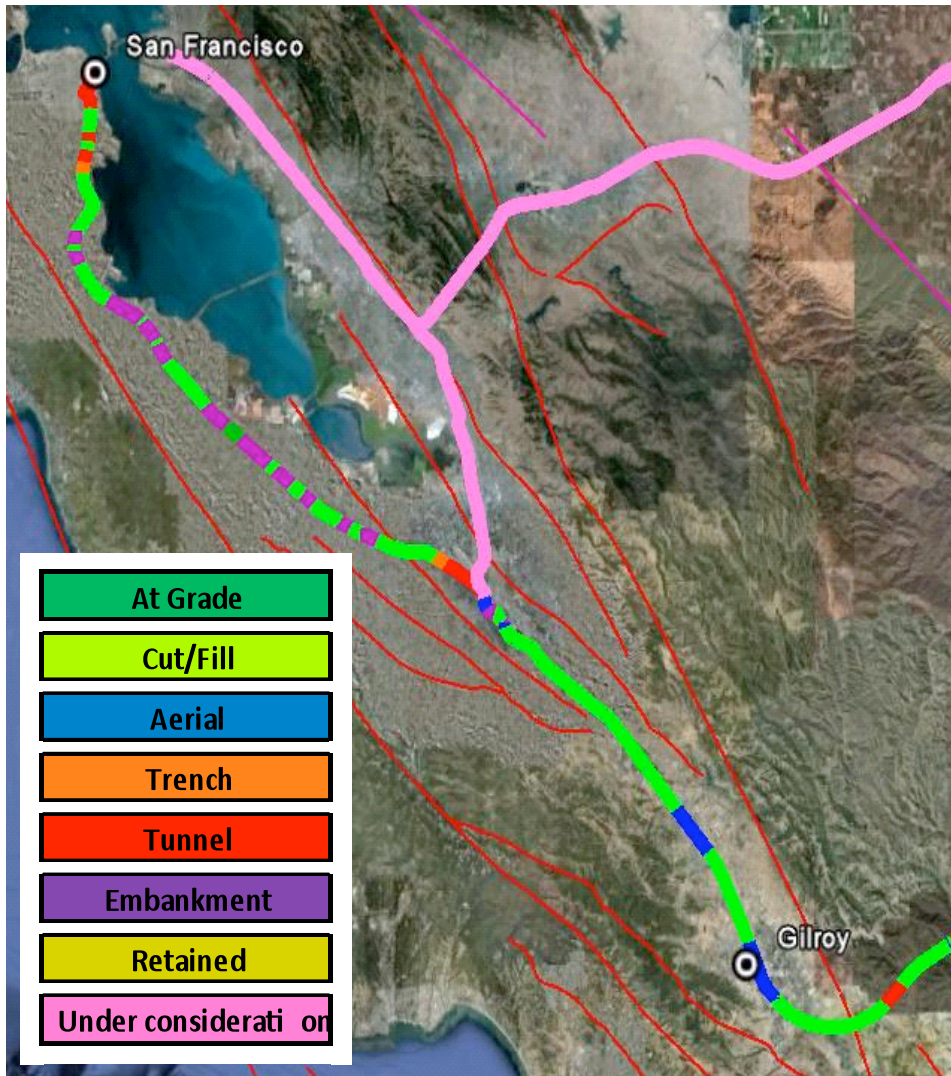 San Francisco
At Grade
Cut/Fill
Aerial
Trench
Tunnel
Embankment
Gilroy
Retained
Under considerati on